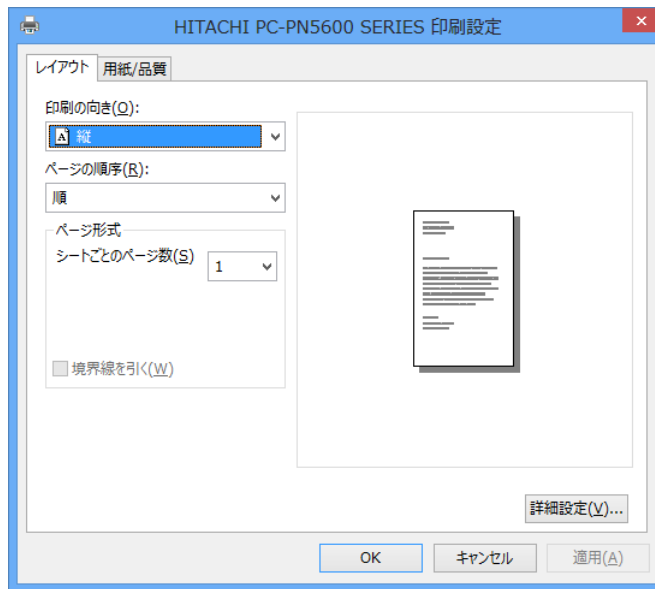 HITACHI PC-PN5600 SERIES 印刷設定
レイアウト 用紙/品質
印刷の向き(O):
A 縦
ページの順序(R):
順
ページ形式
シートごとのページ数(S) 1
境界線を引く(W)
詳細設定(V)...
OK キャンセル 適用(A)